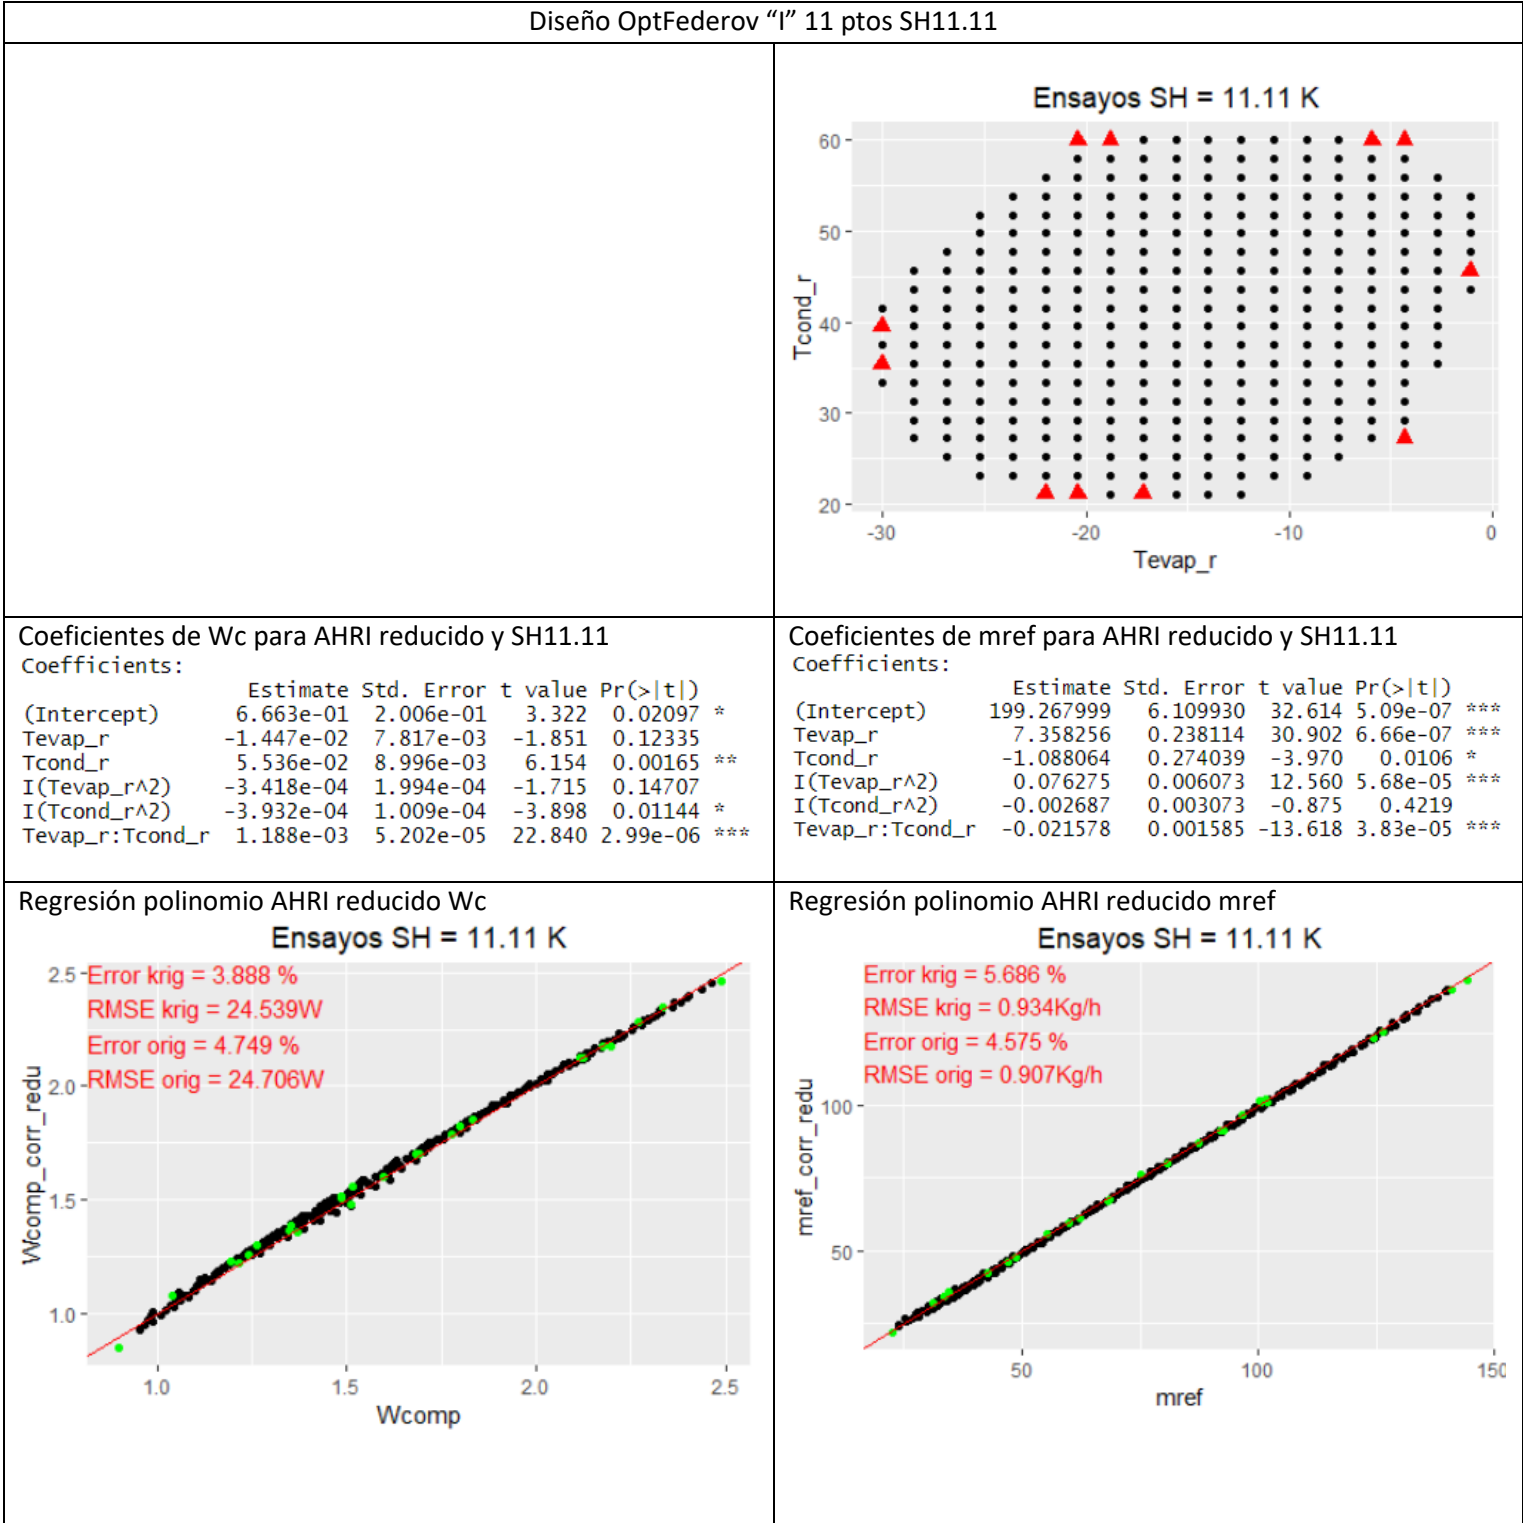 Diseño OptFederov “I” 11 ptos SH11.11
Ensayos SH = 11.11 K
60
50
40
30
20
Tcond_r
-30 -20 -10 0
Tevap_r
Coeficientes de Wc para AHRI reducido y SH11.11
Coefficients:
Estimate Std. Error t value Pr(>|t|)
(Intercept) 6.663e-01 2.006e-01 3.322 0.02097 *
Tevap_r -1.447e-02 7.817e-03 -1.851 0.12335
Tcond_r 5.536e-02 8.996e-03 6.154 0.00165 **
I(Tevap_r^2) -3.418e-04 1.994e-04 -1.715 0.14707
I(Tcond_r^2) -3.932e-04 1.009e-04 -3.898 0.01144 *
Tevap_r:Tcond_r 1.188e-03 5.202e-05 22.840 2.99e-06 ***
Coeficientes de mref para AHRI reducido y SH11.11
Coefficients:
Estimate Std. Error t value Pr(>|t|)
(Intercept) 199.267999 6.109930 32.614 5.09e-07 ***
Tevap_r 7.358256 0.238114 30.902 6.66e-07 ***
Tcond_r -1.088064 0.274039 -3.970 0.0106 *
I(Tevap_r^2) 0.076275 0.006073 12.560 5.68e-05 ***
I(Tcond_r^2) -0.002687 0.003073 -0.875 0.4219
Tevap_r:Tcond_r -0.021578 0.001585 -13.618 3.83e-05 ***
Regresión polinomio AHRI reducido Wc
Ensayos SH = 11.11 K
Error krig = 3.888 %
RMSE krig = 24.539W
Error orig = 4.749 %
RMSE orig = 24.706W
2.5
2.0
1.5
1.0
Wcomp_corr_redu
1.0 1.5 2.0 2.5
Wcomp
Regresión polinomio AHRI reducido mref
Ensayos SH = 11.11 K
Error krig = 5.686 %
RMSE krig = 0.934Kg/h
Error orig = 4.575 %
RMSE orig = 0.907Kg/h
100
50
mref_corr_redu
50 100 150
mref